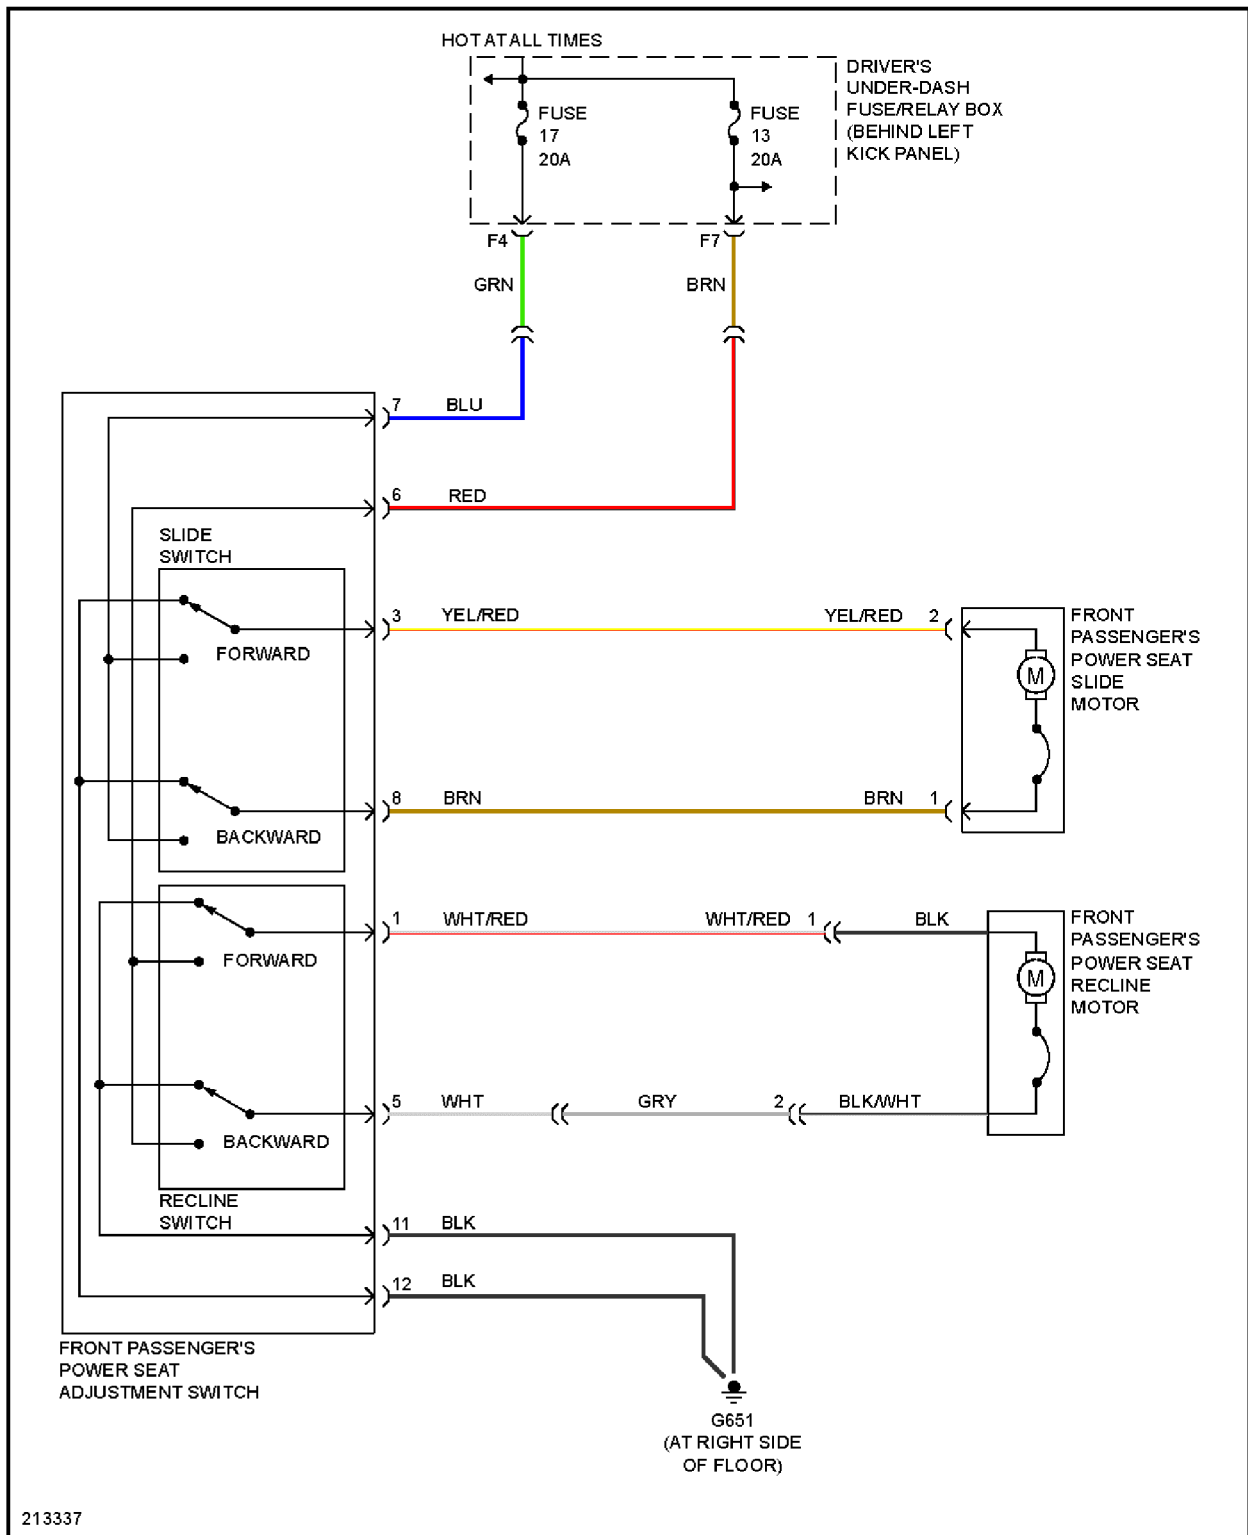 HOT AT ALL TIMES
DRIVER'S
UNDER-DASH
FUSE/RELAY BOX
(BEHIND LEFT
KICK PANEL)
FUSE
17
20A
FUSE
13
20A
F4
F7
GRN
BRN
7
BLU
6
RED
SLIDE
SWITCH
3
YEL/RED
YEL/RED
2
FORWARD
FRONT
PASSENGER'S
POWER SEAT
SLIDE
MOTOR
M
8
BRN
BRN
1
BACKWARD
1
WHT/RED
WHT/RED
1
BLK
FORWARD
FRONT
PASSENGER'S
POWER SEAT
RECLINE
MOTOR
M
5
WHT
GRY
2
BLK/WHT
BACKWARD
RECLINE
SWITCH
11
BLK
12
BLK
FRONT PASSENGER'S
POWER SEAT
ADJUSTMENT SWITCH
G651
(AT RIGHT SIDE
OF FLOOR)
213337